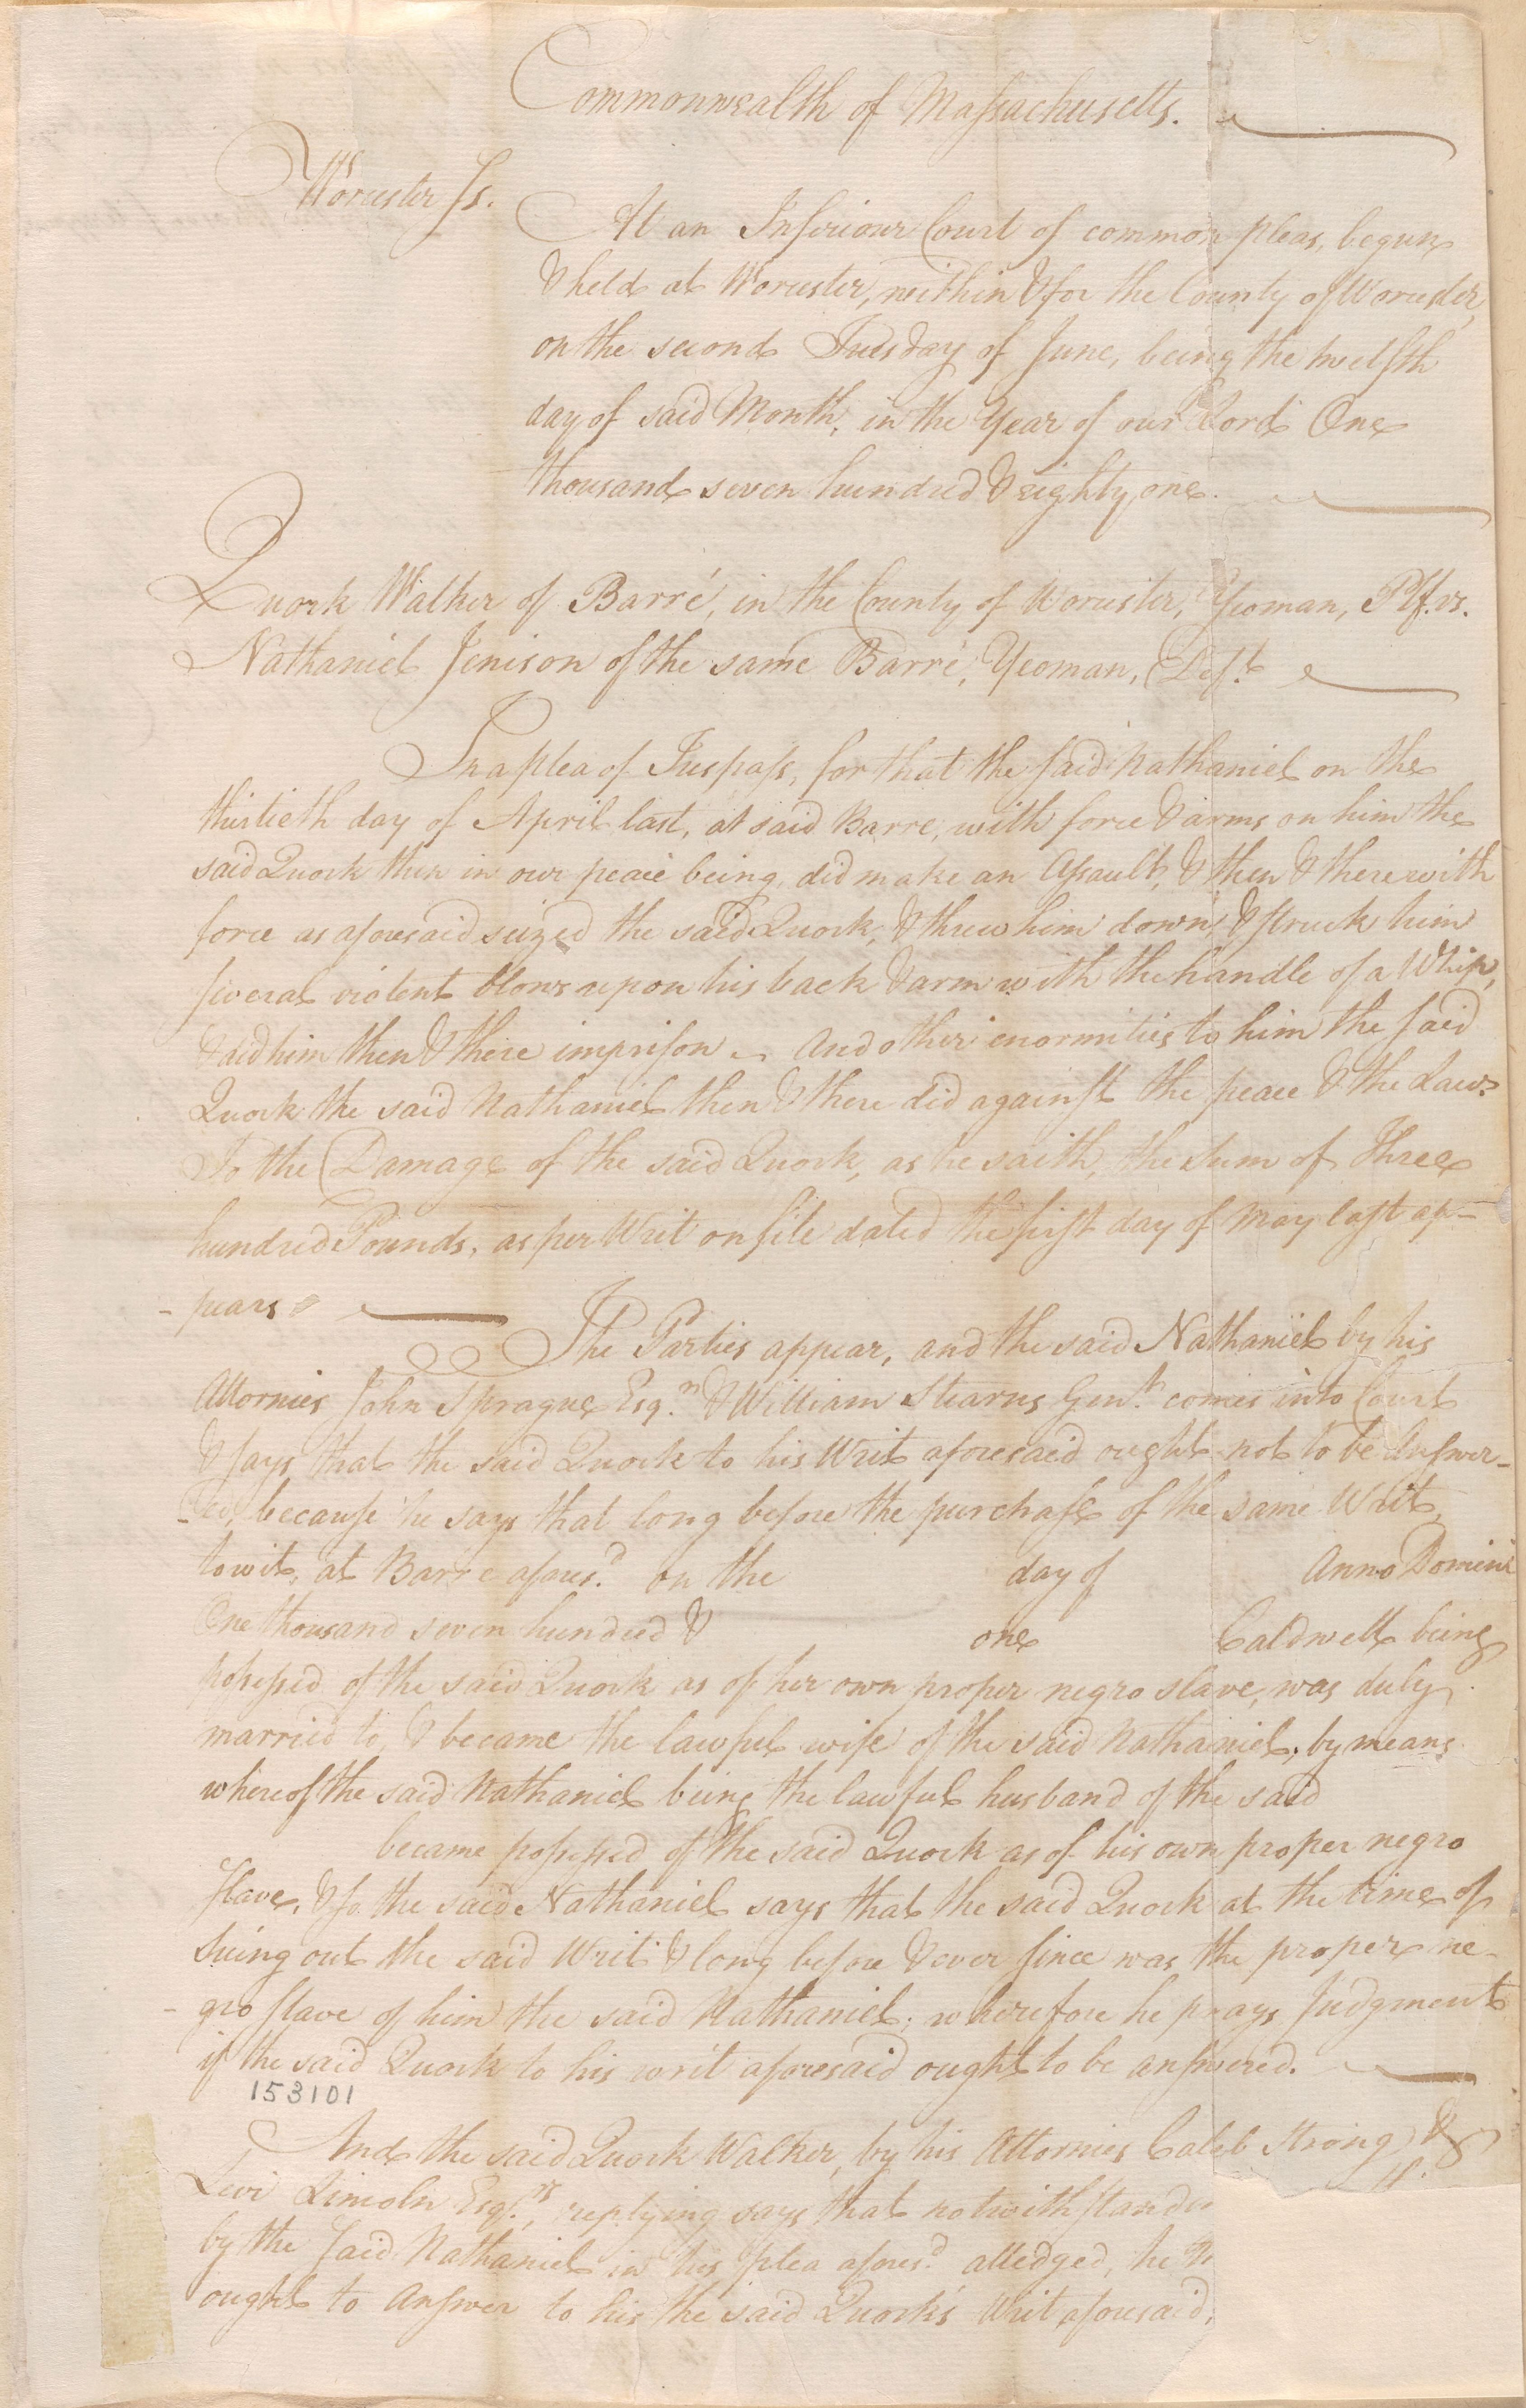 Commonwealth of Massachusetts.
Worcester Ss.
At an Inferiour Court of common pleas, begun
& held at Worcester, within & for the County of Worcester,
on the second Tuesday of June, being the twelfth
day of said Month, in the Year of our Lord One
thousand seven hundred & eighty one.
Quork Walker of Barré, in the County of Worcester, Yeoman, Plf. vs.
Nathaniel Jenison of the same Barré, Yeoman, Deft.
In a plea of Trespass, for that the said Nathaniel on the
thirtieth day of April last, at said Barre, with force & arms on him the
said Quork then in our peace being did make an Assault, & then & there with
force as aforesaid seized the said Quork, & threw him down & struck him
several violent blows upon his back & arm with the handle of a Whip,
& did him then & there imprison And other enormities to him the said
Quork the said Nathaniel then & there did against the peace & the Law.
To the Damage of the said Quork, as he saith, the Sum of Three
hundred Pounds, as per Writ on file dated the first day of May last ap-
-pears
The Parties appear, and the said Nathaniel by his
Attornies John Sprague Esqr. & William Stearns Gent. comes into Court
& says that the said Quork to his Writ aforesaid ought not to be Answer-
-ed, because he says that long before the purchase of the same Writ,
towit, at Barre afores.d on the day of Anno Domini
One thousand seven hundred & one Caldwell being
possessed of the said Quork as of her own proper negro slave, was duly
married to, & became the lawful wife of the said Nathaniel, by means
whereof the said Nathaniel being the lawful husband of the said
became possessed of the said Quork as of his own proper negro
slave, & so the said Nathaniel says that the said Quork at the time of
suing out the said Writ & long before & ever since was the proper ne-
-gro slave of him the said Nathaniel; wherefore he prays Judgment
if the said Quork to his writ aforesaid ought to be answered.
153101
And the said Quork Walker, by his Attornies Caleb Strong &
Levi Lincoln Esqrs., replying says that notwithstandi
by the said Nathaniel in his plea afores.d alledged, he
ought to Answer to his the said Quork's Writ aforesaid,